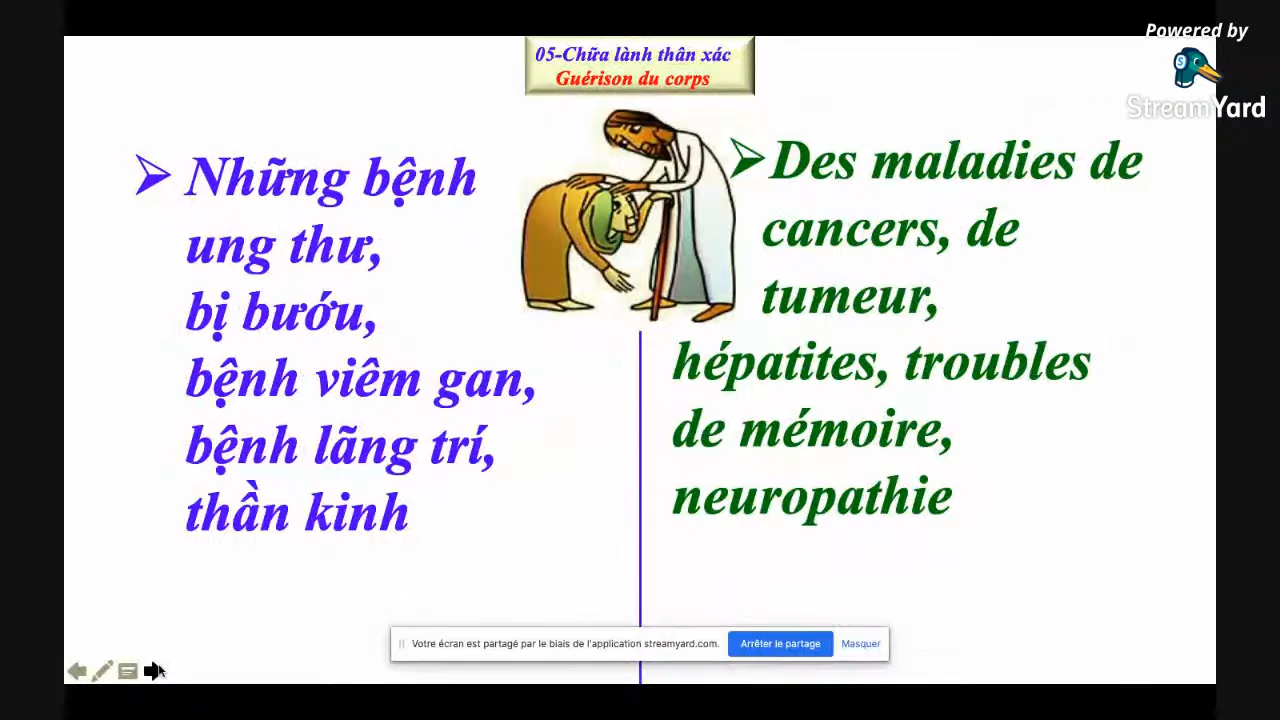 Powered by
StreamYard
05-Chữa lành thân xác
Guérison du corps
➢ Những bệnh
ung thư,
bị bướu,
bệnh viêm gan,
bệnh lãng trí,
thần kinh
➢ Des maladies de
cancers, de
tumeur,
hépatites, troubles
de mémoire,
neuropathie
Votre écran est partagé par le biais de l'application streamyard.com.
Arrêter le partage
Masquer